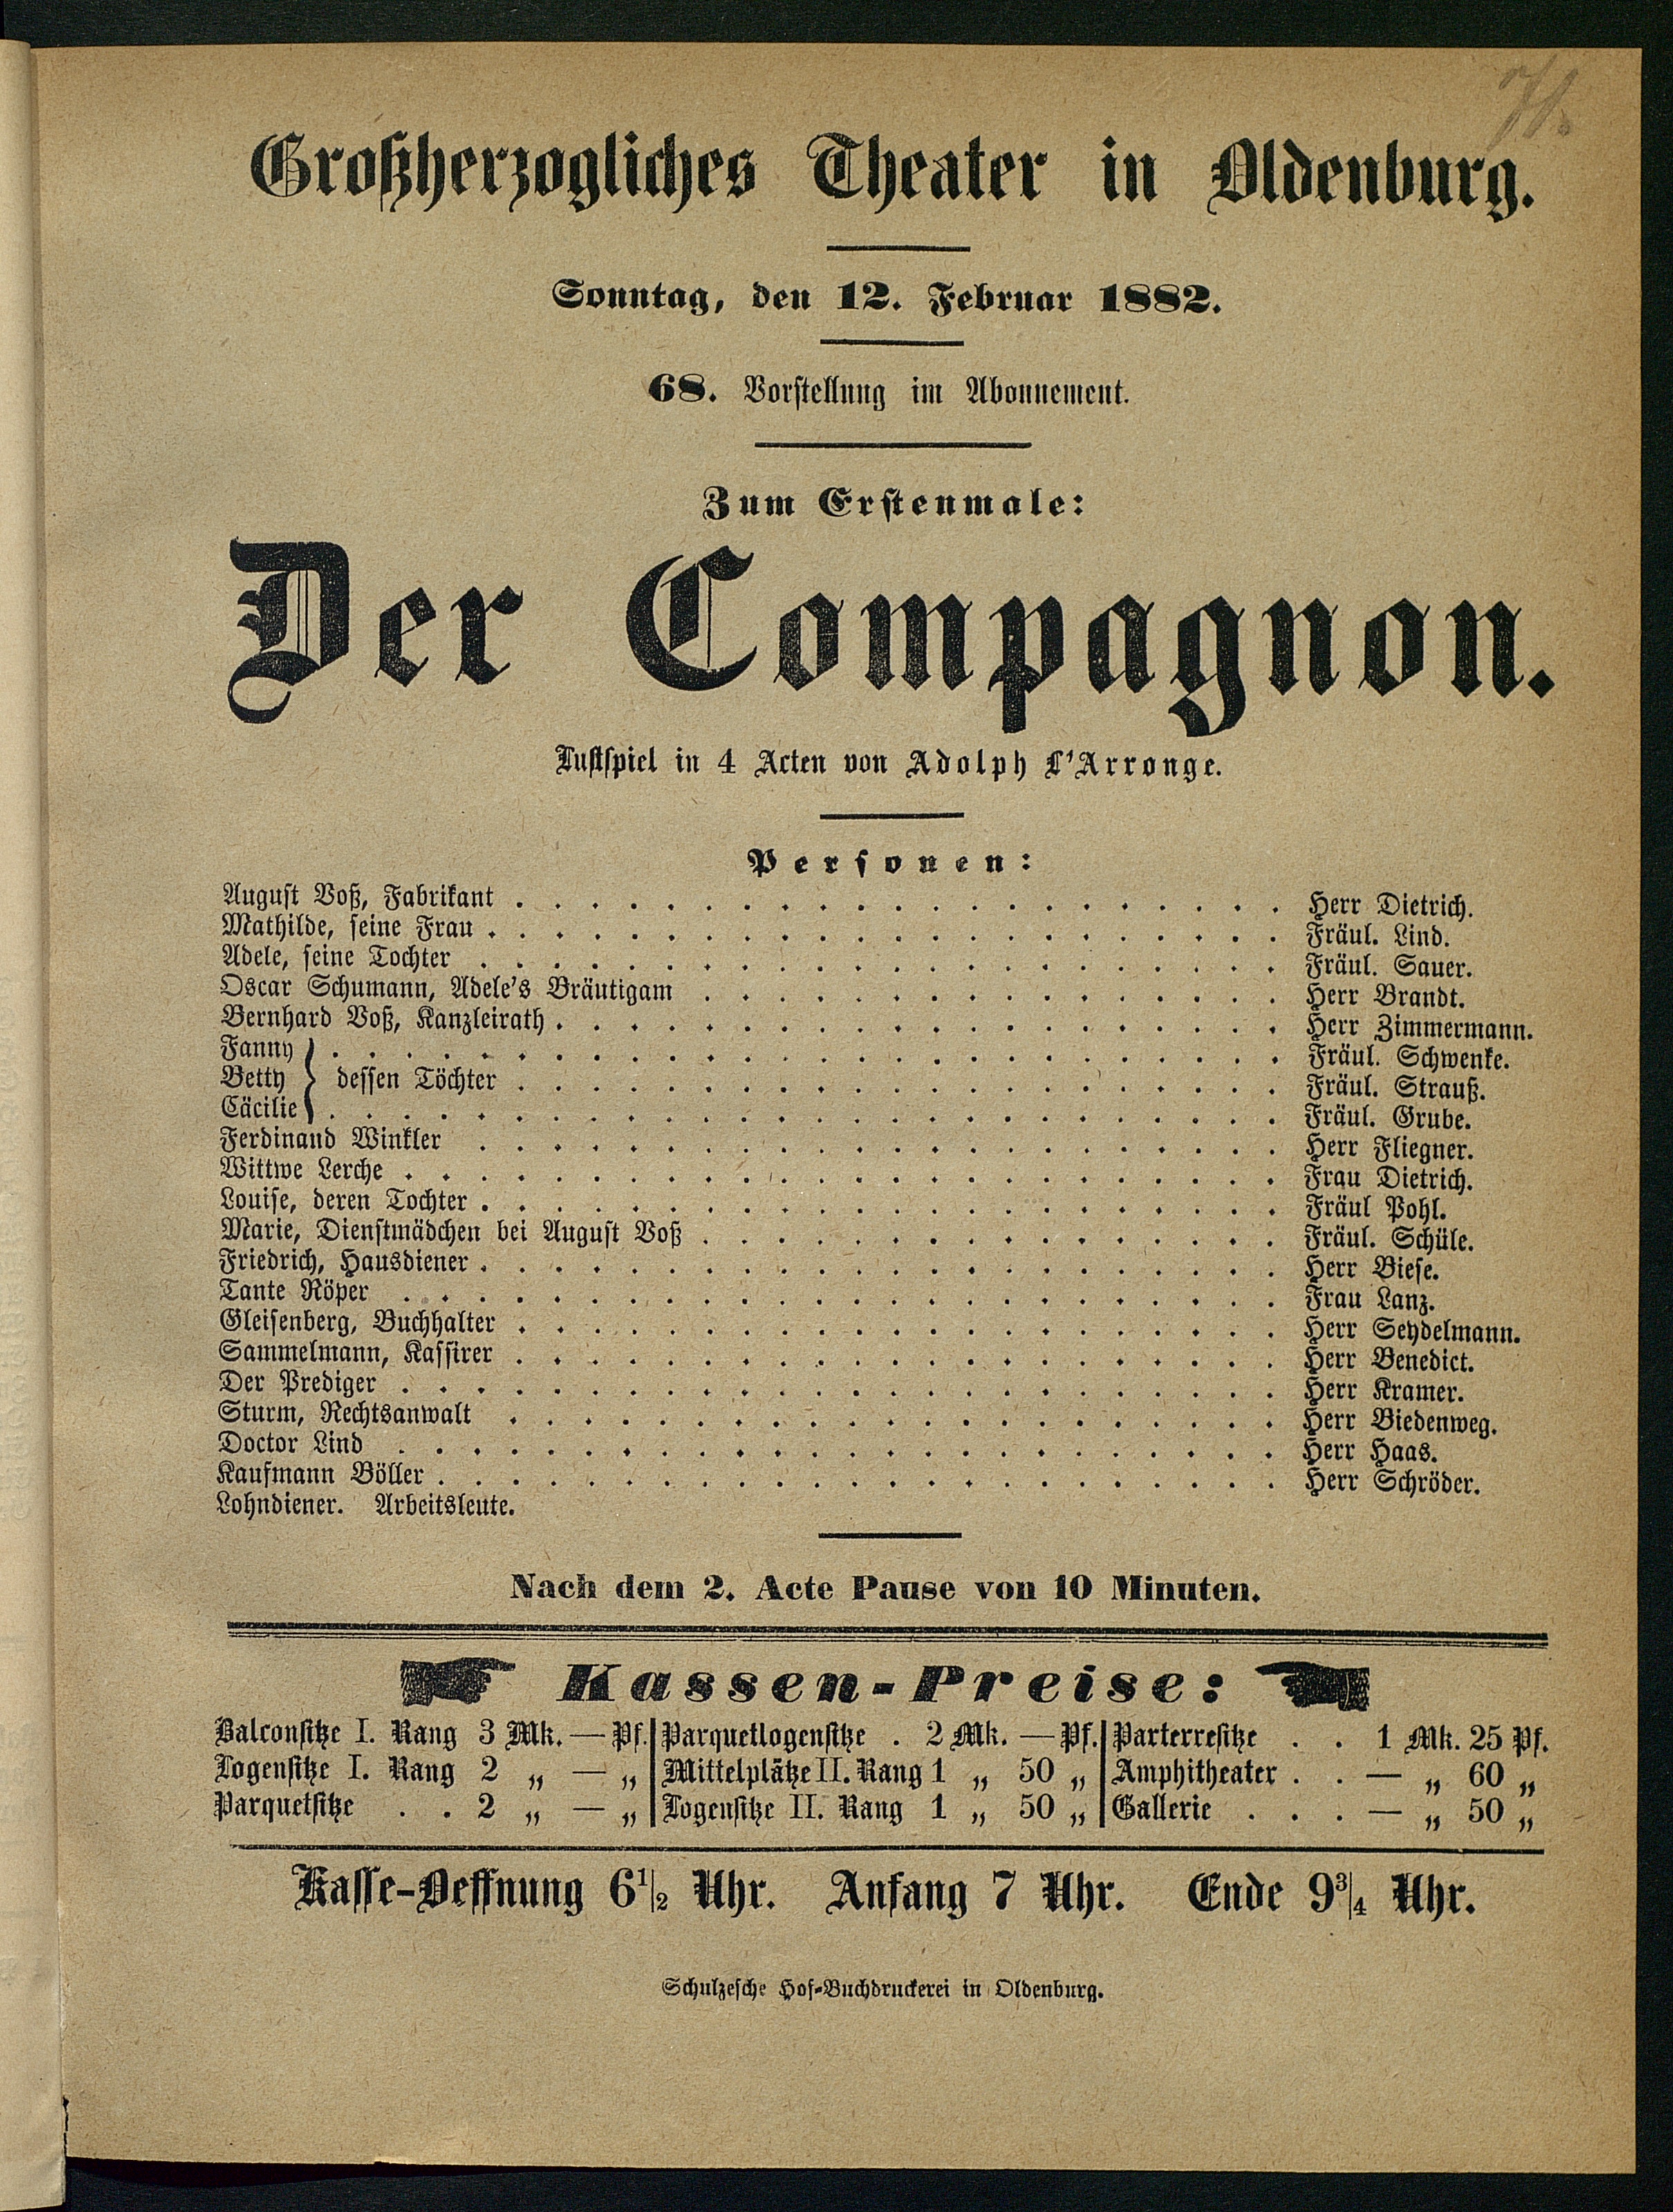 71.
Großherzogliches Theater in Oldenburg.
Sonntag, den 12. Februar 1882.
68. Vorstellung im Abonnement.
Zum Erstenmale:
Der Compagnon.
Lustspiel in 4 Acten von Adolph L'Arronge.
Personen:
August Voß, Fabrikant . . . . . . . . . . Herr Dietrich.
Mathilde, seine Frau . . . . . . . . . . Fräul. Lind.
Adele, seine Tochter . . . . . . . . . . Fräul. Sauer.
Oscar Schumann, Adele's Bräutigam . . . . . . . . . . Herr Brandt.
Bernhard Voß, Kanzleirath . . . . . . . . . . Herr Zimmermann.
Fanny } . . . . . . . . . . Fräul. Schwenke.
Betty } dessen Töchter . . . . . . . . . . Fräul. Strauß.
Cäcilie } . . . . . . . . . . Fräul. Grube.
Ferdinand Winkler . . . . . . . . . . Herr Fliegner.
Wittwe Lerche . . . . . . . . . . Frau Dietrich.
Louise, deren Tochter . . . . . . . . . . Fräul Pohl.
Marie, Dienstmädchen bei August Voß . . . . . . . . . . Fräul. Schüle.
Friedrich, Hausdiener . . . . . . . . . . Herr Biese.
Tante Röper . . . . . . . . . . Frau Lanz.
Gleisenberg, Buchhalter . . . . . . . . . . Herr Seydelmann.
Sammelmann, Kassirer . . . . . . . . . . Herr Benedict.
Der Prediger . . . . . . . . . . Herr Kramer.
Sturm, Rechtsanwalt . . . . . . . . . . Herr Biedenweg.
Doctor Lind . . . . . . . . . . Herr Haas.
Kaufmann Böller . . . . . . . . . . Herr Schröder.
Lohndiener. Arbeitsleute.
Nach dem 2. Acte Pause von 10 Minuten.
Kassen-Preise:
Balconsitze I. Rang 3 Mk. — Pf. | Parquetlogensitze . 2 Mk. — Pf. | Parterresitze . . 1 Mk. 25 Pf.
Logensitze I. Rang 2 „ — „ | Mittelplätze II. Rang 1 „ 50 „ | Amphitheater . . — „ 60 „
Parquetsitze . . 2 „ — „ | Logensitze II. Rang 1 „ 50 „ | Gallerie . . . — „ 50 „
Kasse-Oeffnung 6½ Uhr. Anfang 7 Uhr. Ende 9¾ Uhr.
Schulzesche Hof-Buchdruckerei in Oldenburg.